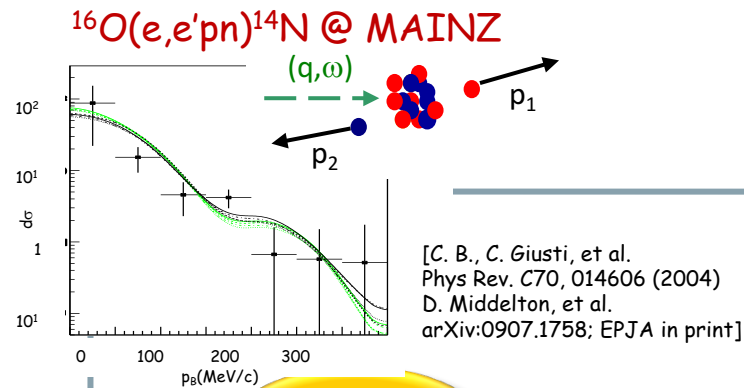 ¹⁶O(e,e’pn)¹⁴N @ MAINZ
(q,ω)
p₁
p₂
dσ
10²
10¹
1
10¹
0 100 200 300
p_B(MeV/c)
[C. B., C. Giusti, et al.
Phys Rev. C70, 014606 (2004)
D. Middelton, et al.
arXiv:0907.1758; EPJA in print]